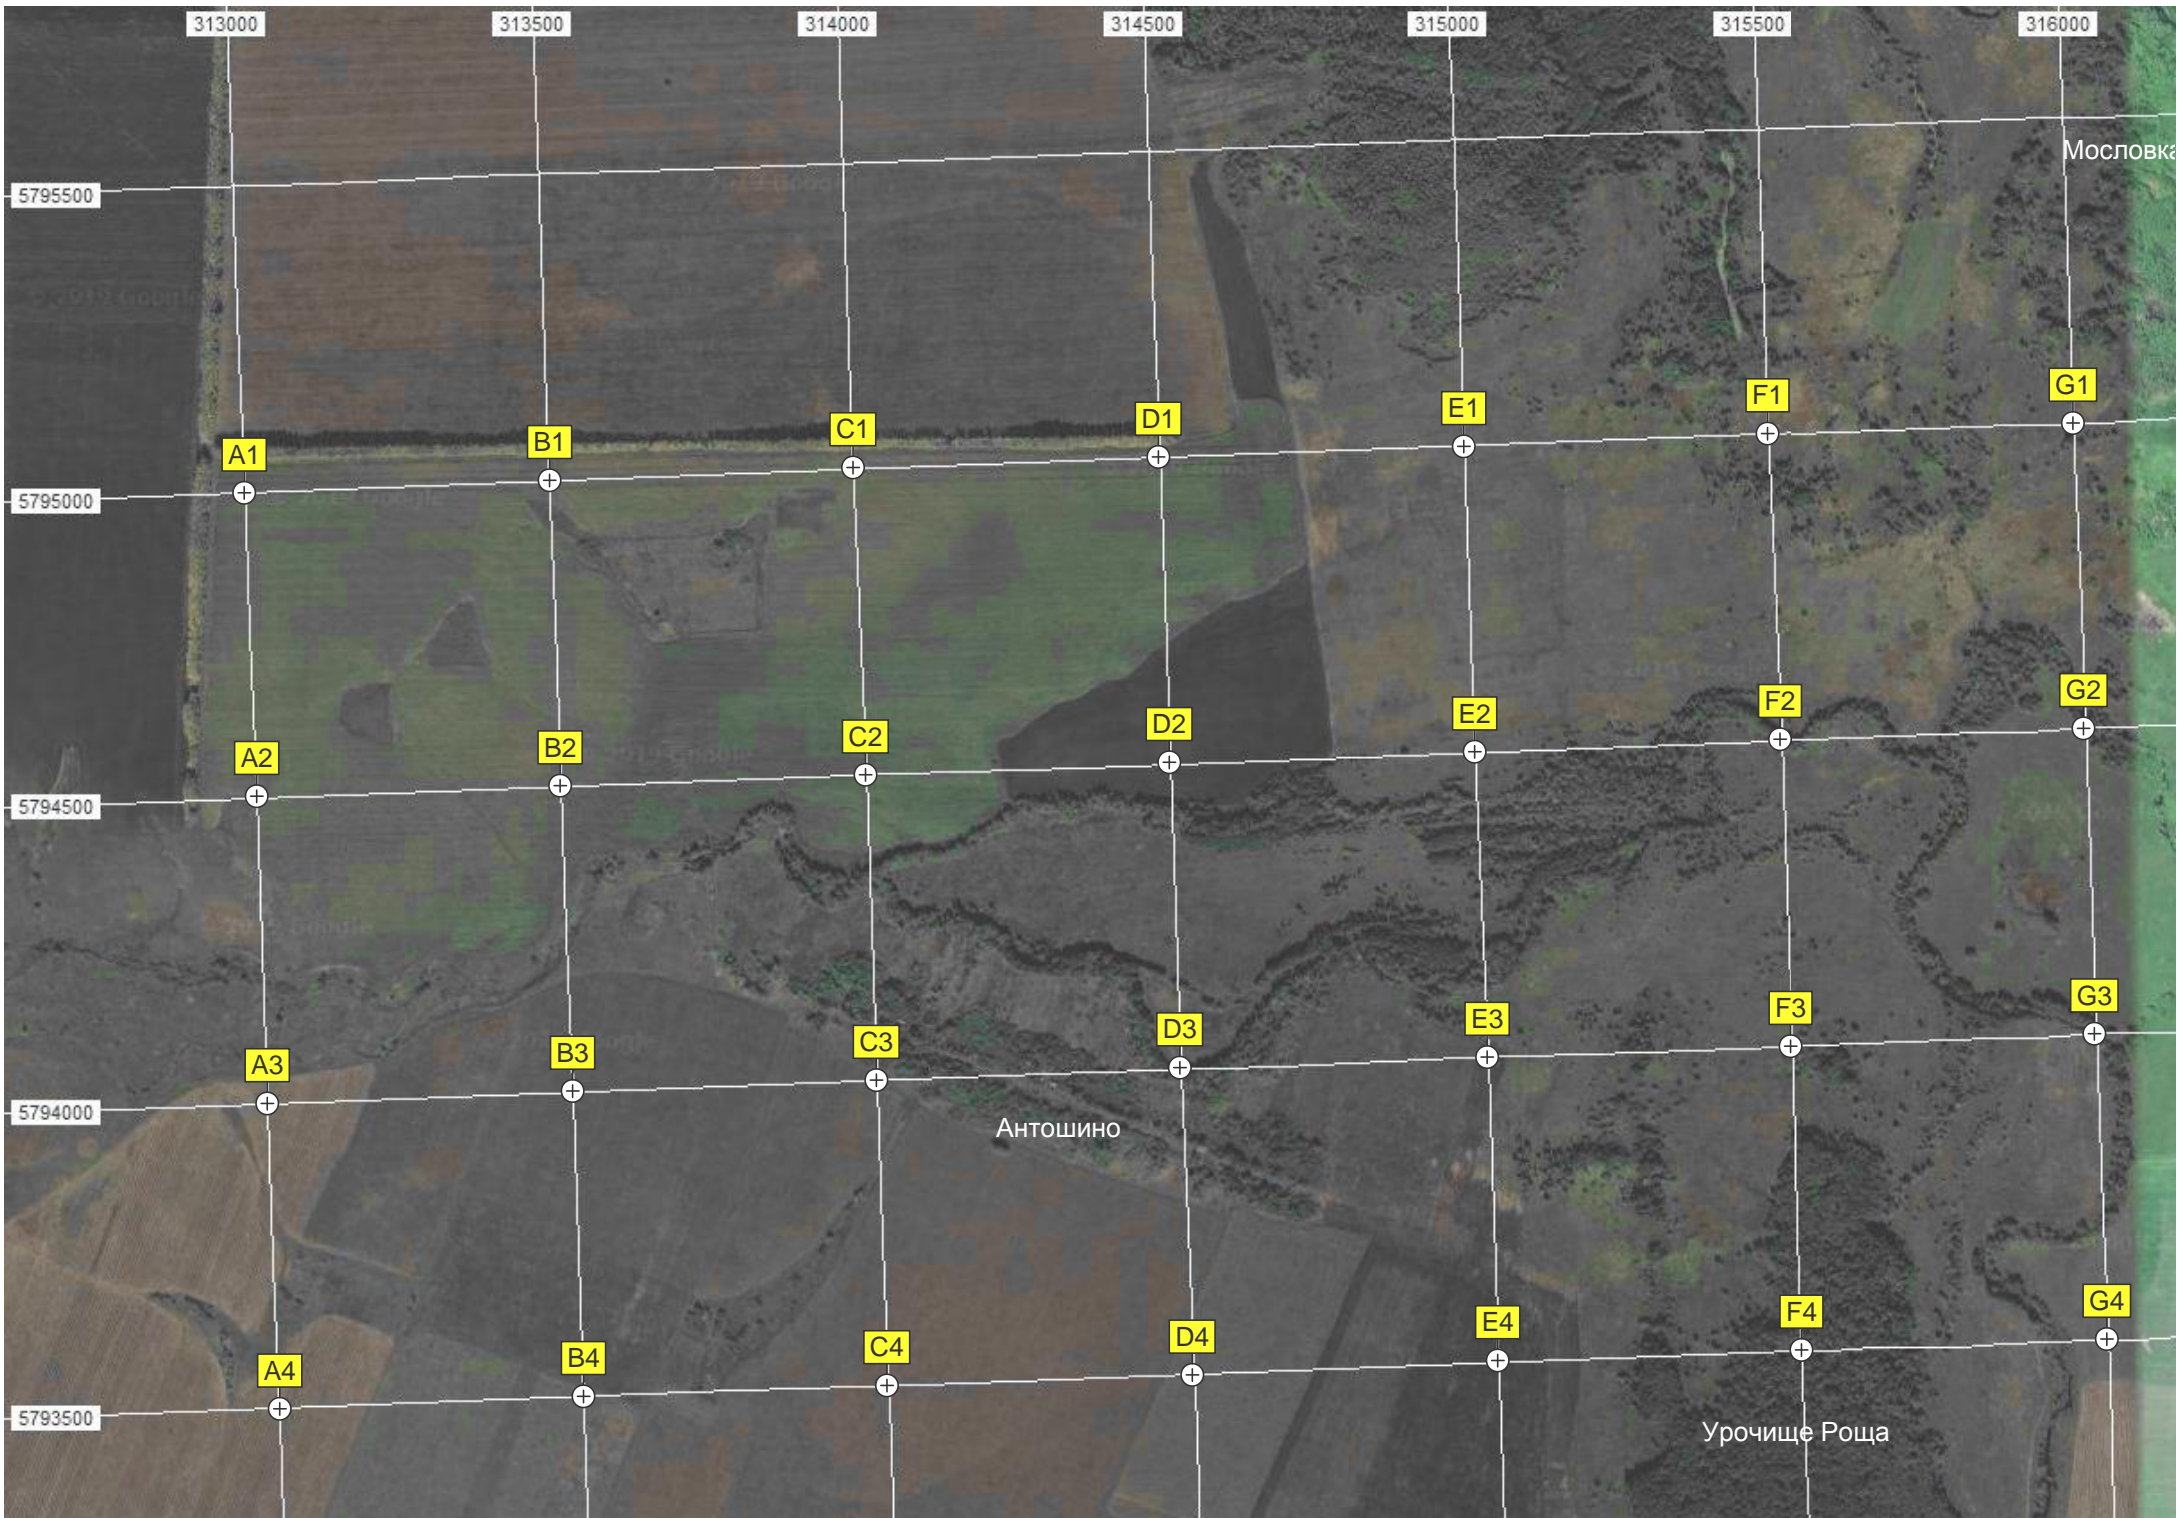 313000 313500 314000 314500 315000 315500 316000
Мословка
5795500
© 2019 Google
A1 B1 C1 D1 E1 F1 G1
5795000
A2 B2 C2 D2 E2 F2 G2
5794500
A3 B3 C3 D3 E3 F3 G3
5794000
Антошино
A4 B4 C4 D4 E4 F4 G4
5793500
Урочище Роща